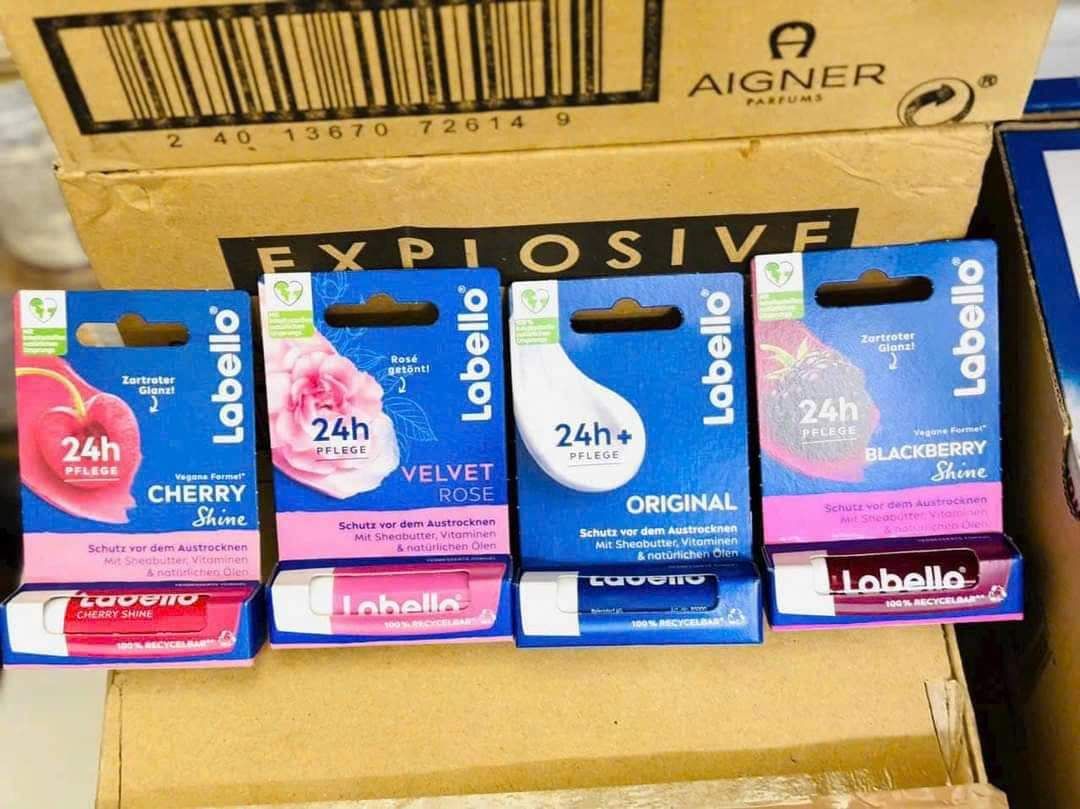 2 40 13670 72614 9
AIGNER
PARFUMS
®
EXPLOSIVE
Labello®
Zartroter
Glanz!
24h
PFLEGE
Vegane Formel*
CHERRY
Shine
Schutz vor dem Austrocknen
Mit Sheabutter, Vitaminen
& natürlichen Ölen
Labello
CHERRY SHINE
100% RECYCELBAR**
Labello®
Rosé
getönt!
24h
PFLEGE
VELVET
ROSE
Schutz vor dem Austrocknen
Mit Sheabutter, Vitaminen
& natürlichen Ölen
Labello
100% RECYCELBAR**
Labello®
24h+
PFLEGE
ORIGINAL
Schutz vor dem Austrocknen
Mit Sheabutter, Vitaminen
& natürlichen Ölen
Labello
100% RECYCELBAR**
Labello®
Zartroter
Glanz!
24h
PFLEGE
Vegane Formel*
BLACKBERRY
Shine
Schutz vor dem Austrocknen
Mit Sheabutter, Vitaminen
& natürlichen Ölen
Labello
100% RECYCELBAR**